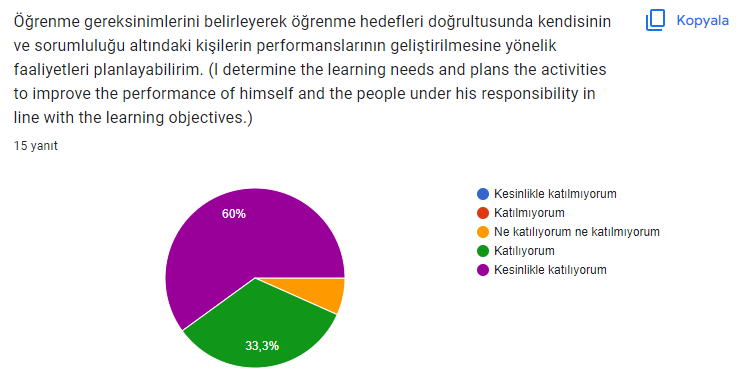 Öğrenme gereksinimlerini belirleyerek öğrenme hedefleri doğrultusunda kendisinin
ve sorumluluğu altındaki kişilerin performanslarının geliştirilmesine yönelik
faaliyetleri planlayabilirim. (I determine the learning needs and plans the activities
to improve the performance of himself and the people under his responsibility in
line with the learning objectives.)
Kopyala
15 yanıt
60%
33,3%
Kesinlikle katılmıyorum
Katılmıyorum
Ne katılıyorum ne katılmıyorum
Katılıyorum
Kesinlikle katılıyorum